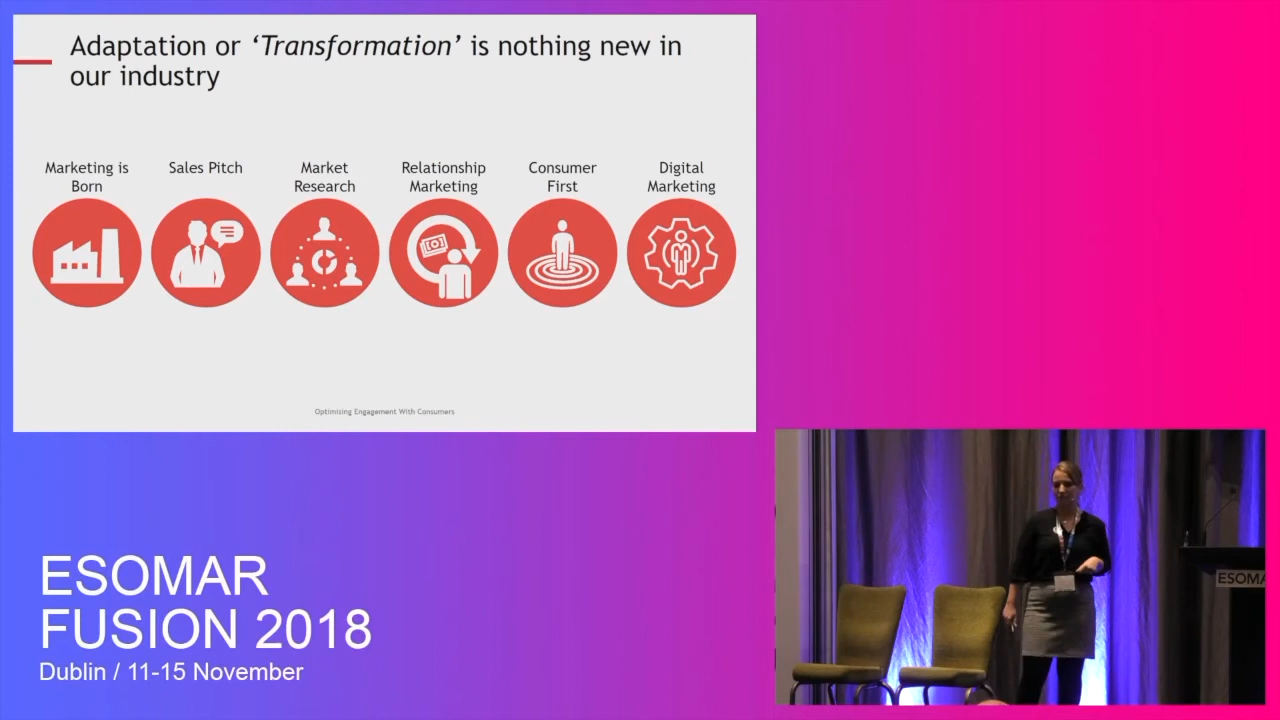 Adaptation or ‘Transformation’ is nothing new in
our industry
Marketing is
Born
Sales Pitch
Market
Research
Relationship
Marketing
Consumer
First
Digital
Marketing
Optimising Engagement With Consumers
ESOMAR
FUSION 2018
Dublin / 11-15 November
ESOMA